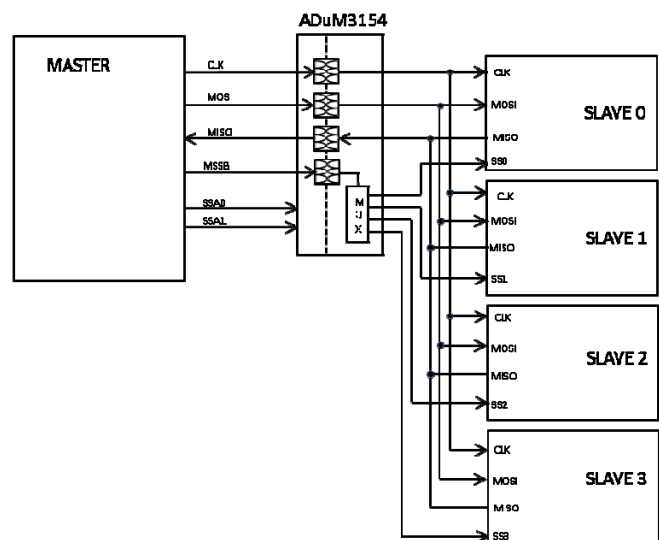 ADuM3154
MASTER
CLK
MOSI
MISO
MSSB
SSA0
SSA1
M
U
X
CLK
MOSI
MISO
SS0
SLAVE 0
CLK
MOSI
MISO
SS1
SLAVE 1
CLK
MOSI
MISO
SS2
SLAVE 2
CLK
MOSI
MISO
SS3
SLAVE 3